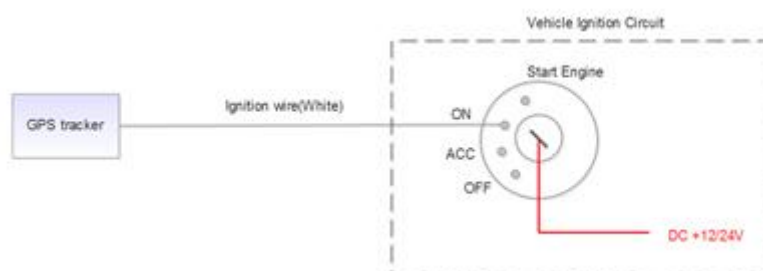 Vehicle Ignition Circuit
Start Engine
Ignition wire(White)
ON
GPS tracker
ACC
OFF
DC +12/24V